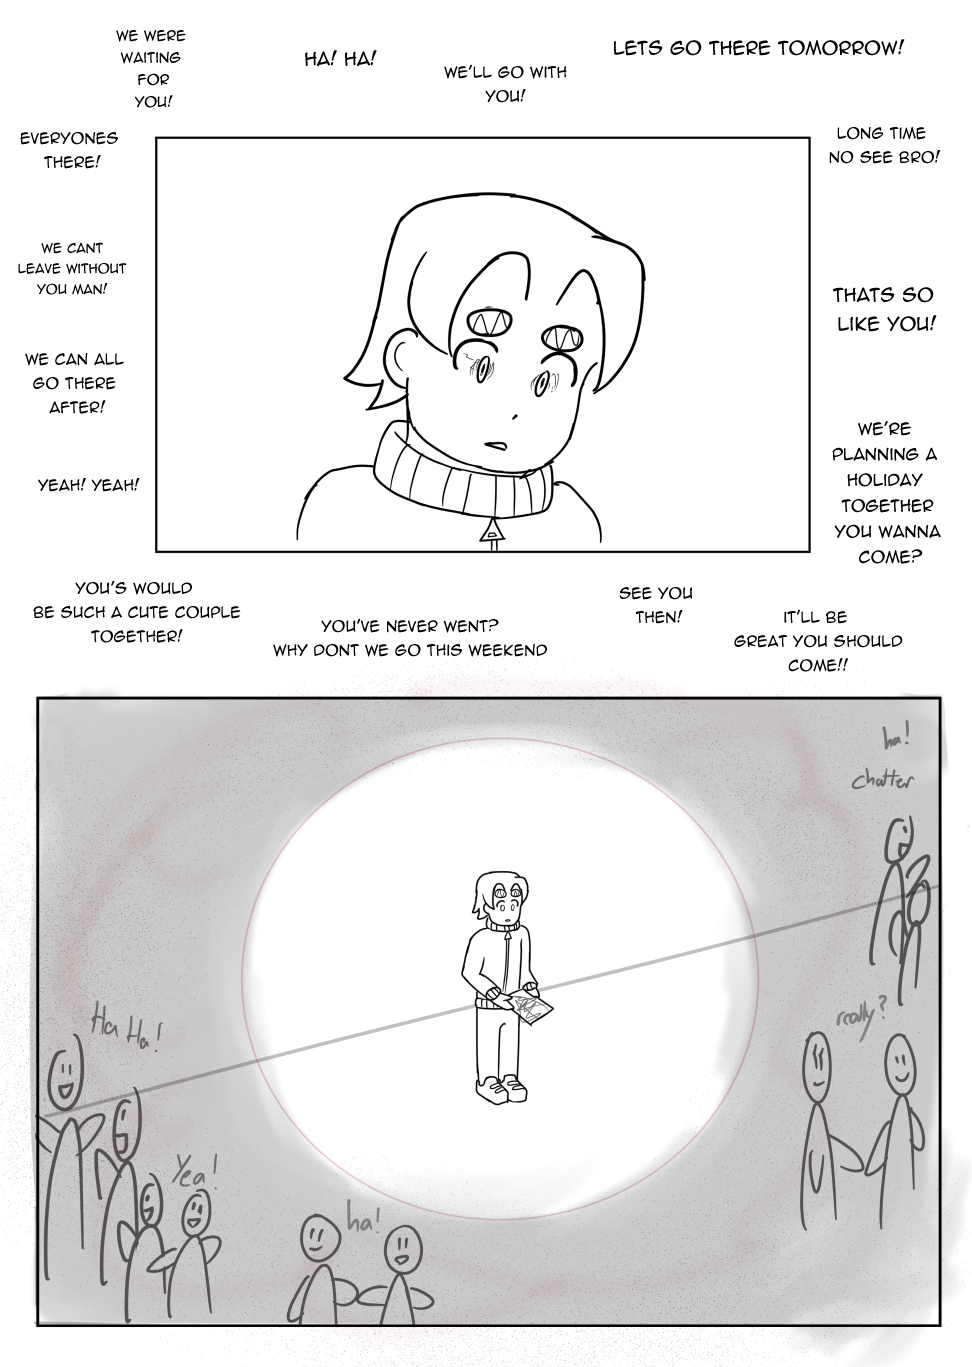 WE WERE
WAITING
FOR
YOU!
HA! HA!
WE'LL GO WITH
YOU!
LETS GO THERE TOMORROW!
EVERYONES
THERE!
LONG TIME
NO SEE BRO!
WE CANT
LEAVE WITHOUT
YOU MAN!
THATS SO
LIKE YOU!
WE CAN ALL
GO THERE
AFTER!
WE'RE
PLANNING A
HOLIDAY
TOGETHER
YOU WANNA
COME?
YEAH! YEAH!
YOU'S WOULD
BE SUCH A CUTE COUPLE
TOGETHER!
YOU'VE NEVER WENT?
WHY DONT WE GO THIS WEEKEND
SEE YOU
THEN!
IT'LL BE
GREAT YOU SHOULD
COME!!
ha!
chatter
Ha Ha!
really?
Yea!
ha!